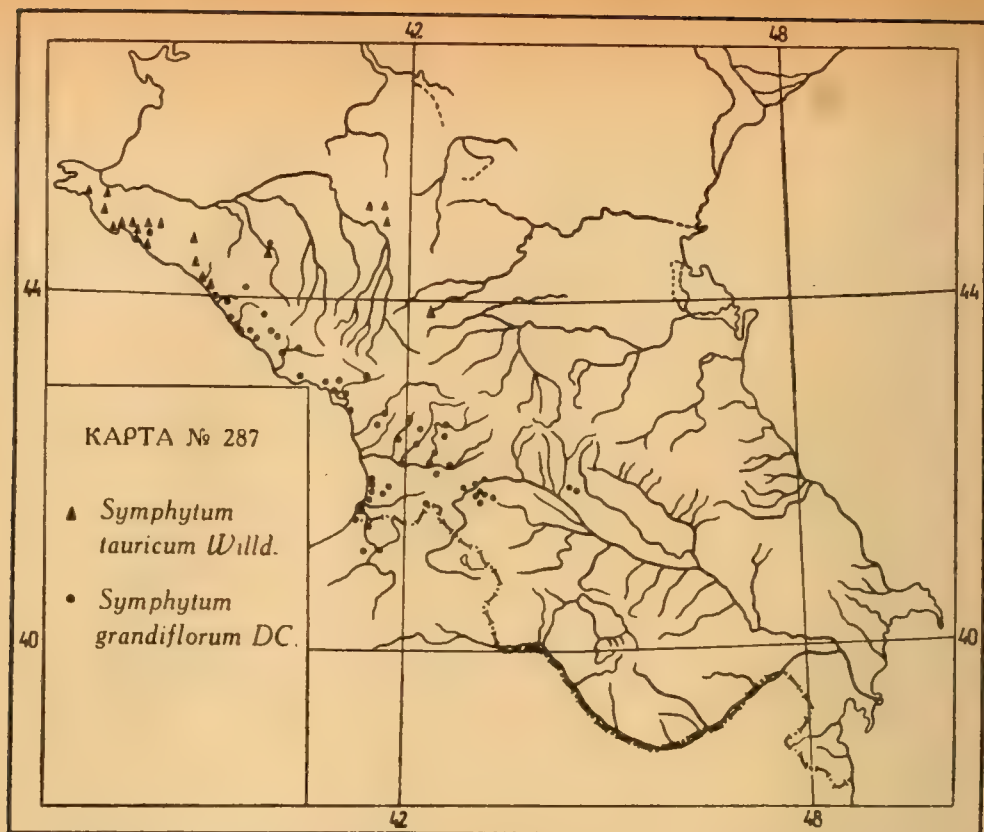 42
48
44
44
КАРТА № 287
Symphytum
tauricum Willd.
Symphytum
grandiflorum DC.
40
40
42
48